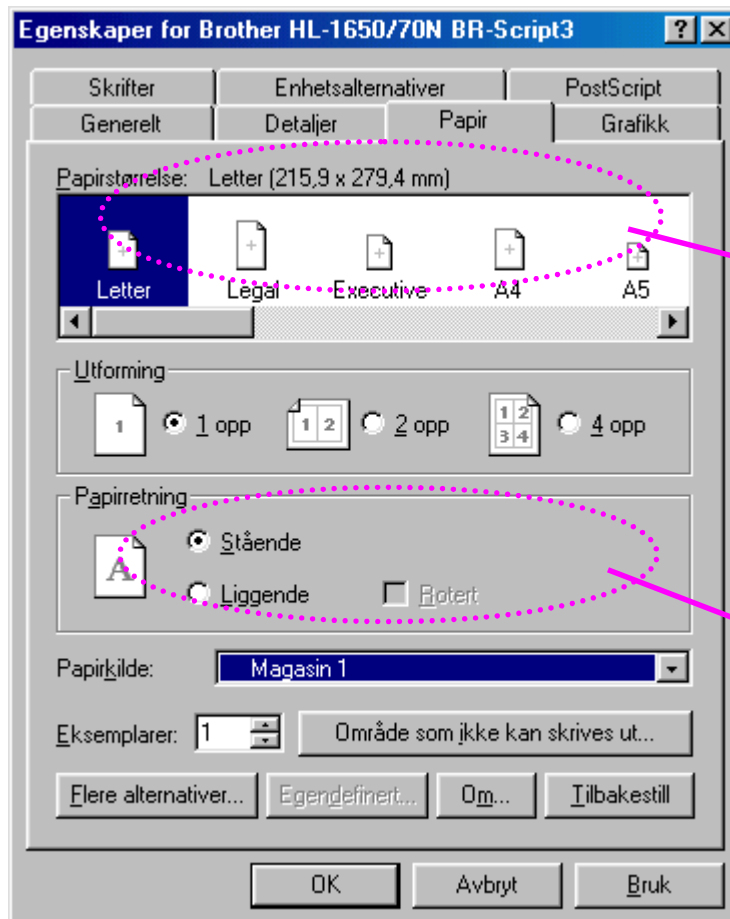 Egenskaper for Brother HL-1650/70N BR-Script3
Skrifter Enhetsalternativer PostScript
Generelt Detaljer Papir Grafikk
Papirstørrelse: Letter (215,9 x 279,4 mm)
Letter Legal Executive A4 A5
Utforming
1 1 opp 1 2 2 opp 1 2 3 4 4 opp
Papirretning
A
Stående
Liggende Rotert
Papirkilde: Magasin 1
Eksemplarer: 1 Område som ikke kan skrives ut...
Flere alternativer... Egendefinert... Om... Tilbakestill
OK Avbryt Bruk